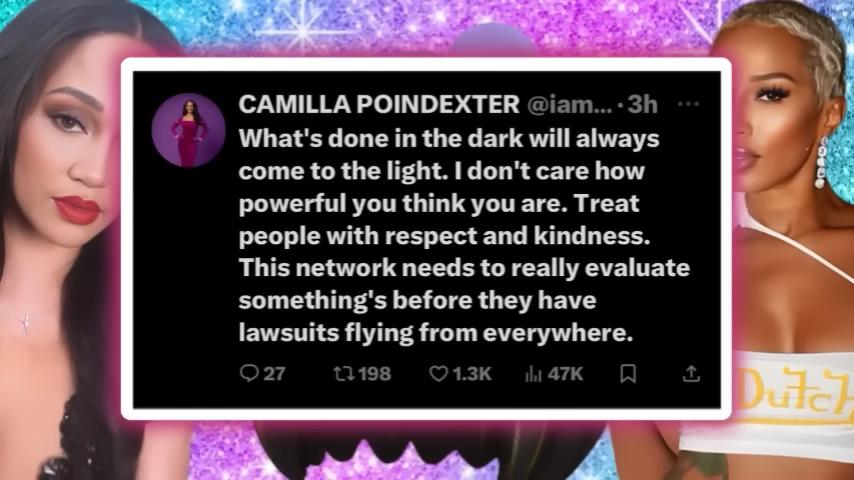 CAMILLA POINDEXTER @iam... · 3h ...
What's done in the dark will always
come to the light. I don't care how
powerful you think you are. Treat
people with respect and kindness.
This network needs to really evaluate
something's before they have
lawsuits flying from everywhere.
27 198 1.3K 47K
Dutch